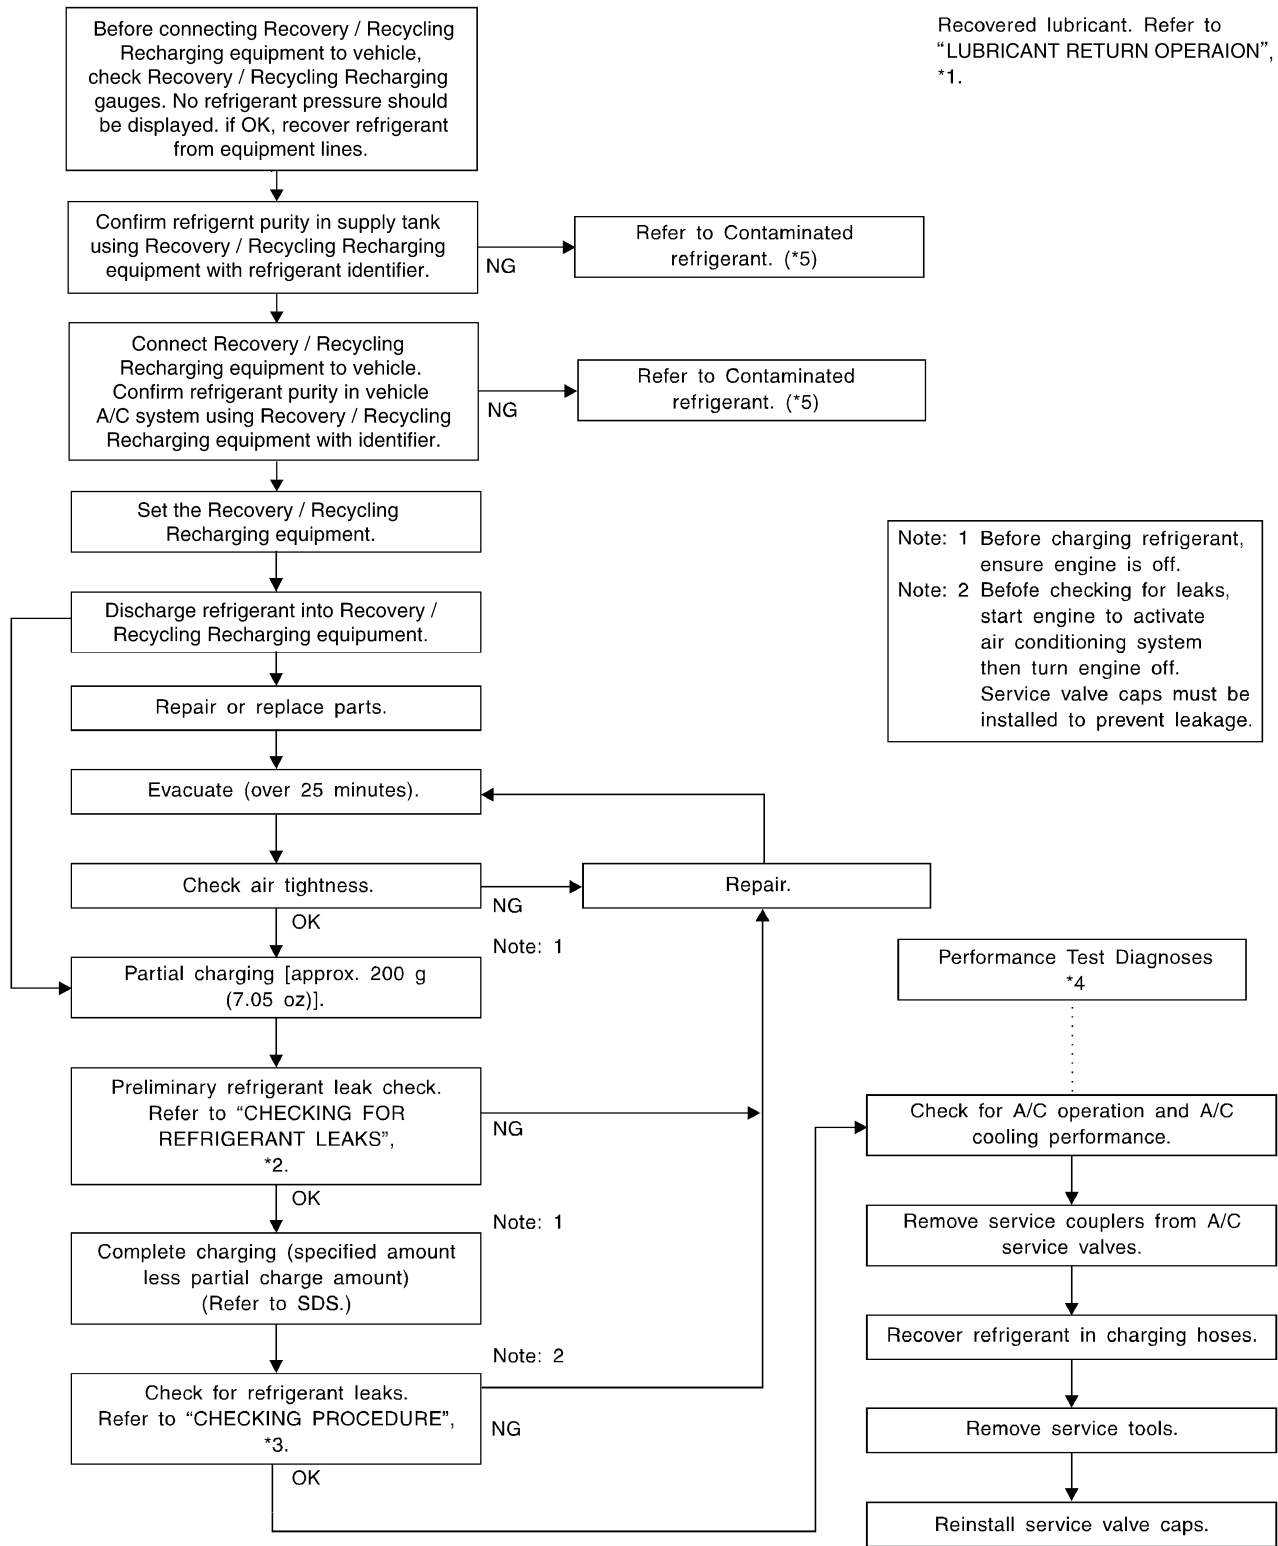 Before connecting Recovery / Recycling
Recharging equipment to vehicle,
check Recovery / Recycling Recharging
gauges. No refrigerant pressure should
be displayed. if OK, recover refrigerant
from equipment lines.
Recovered lubricant. Refer to
“LUBRICANT RETURN OPERAION”,
*1.
Confirm refrigernt purity in supply tank
using Recovery / Recycling Recharging
equipment with refrigerant identifier.
NG
Refer to Contaminated
refrigerant. (*5)
Connect Recovery / Recycling
Recharging equipment to vehicle.
Confirm refrigerant purity in vehicle
A/C system using Recovery / Recycling
Recharging equipment with identifier.
NG
Refer to Contaminated
refrigerant. (*5)
Set the Recovery / Recycling
Recharging equipment.
Note: 1 Before charging refrigerant,
ensure engine is off.
Note: 2 Befofe checking for leaks,
start engine to activate
air conditioning system
then turn engine off.
Service valve caps must be
installed to prevent leakage.
Discharge refrigerant into Recovery /
Recycling Recharging equipument.
Repair or replace parts.
Evacuate (over 25 minutes).
Check air tightness.
NG
Repair.
OK
Note: 1
Partial charging [approx. 200 g
(7.05 oz)].
Preliminary refrigerant leak check.
Refer to “CHECKING FOR
REFRIGERANT LEAKS”,
*2.
NG
OK
Note: 1
Complete charging (specified amount
less partial charge amount)
(Refer to SDS.)
Note: 2
Check for refrigerant leaks.
Refer to “CHECKING PROCEDURE”,
*3.
NG
OK
Performance Test Diagnoses
*4
Check for A/C operation and A/C
cooling performance.
Remove service couplers from A/C
service valves.
Recover refrigerant in charging hoses.
Remove service tools.
Reinstall service valve caps.